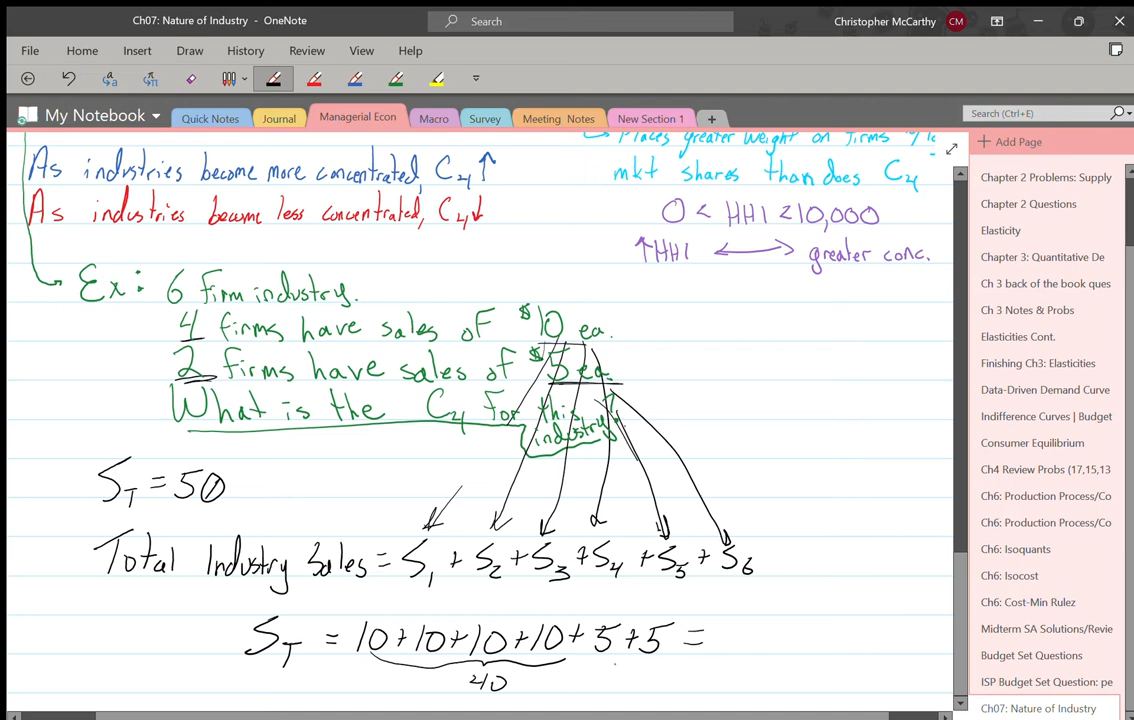 Ch07: Nature of Industry - OneNote
Search
Christopher McCarthy
CM
File Home Insert Draw History Review View Help
My Notebook
Quick Notes
Journal
Managerial Econ
Macro
Survey
Meeting Notes
New Section 1
Search (Ctrl+E)
Places greater weight on firms w/
mkt shares than does C4
0 < HHI < 10,000
↑HHI ⟷ greater conc.
As industries become more concentrated, C4↑
As industries become less concentrated, C4↓
Ex: 6 firm industry.
4 firms have sales of $10 ea.
2 firms have sales of $5 ea.
What is the C4 for this industry?
ST = 50
Total Industry Sales = S1 + S2 + S3 + S4 + S5 + S6
ST = 10+10+10+10+5+5 =
40
Add Page
Chapter 2 Problems: Supply
Chapter 2 Questions
Elasticity
Chapter 3: Quantitative De
Ch 3 back of the book ques
Ch 3 Notes & Probs
Elasticities Cont.
Finishing Ch3: Elasticities
Data-Driven Demand Curve
Indifference Curves | Budget
Consumer Equilibrium
Ch4 Review Probs (17,15,13
Ch6: Production Process/Co
Ch6: Production Process/Co
Ch6: Isoquants
Ch6: Isocost
Ch6: Cost-Min Rulez
Midterm SA Solutions/Revie
Budget Set Questions
ISP Budget Set Question: pe
Ch07: Nature of Industry